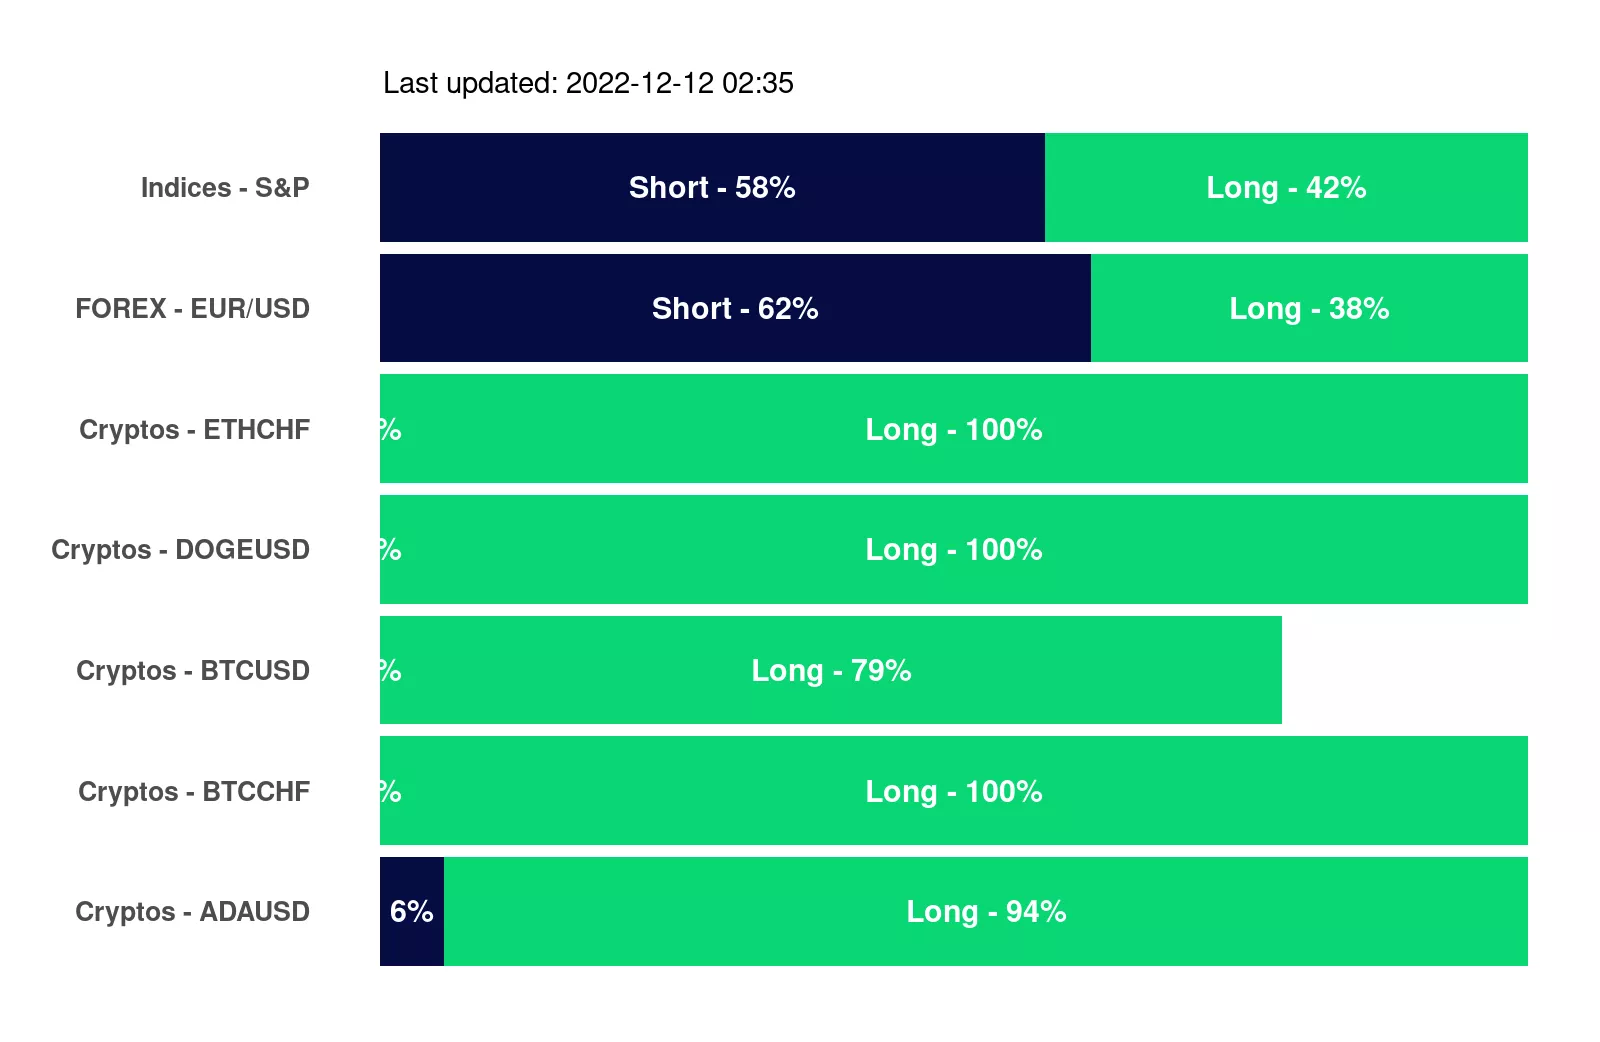 Last updated: 2022-12-12 02:35
Indices - S&P Short - 58% Long - 42%
FOREX - EUR/USD Short - 62% Long - 38%
Cryptos - ETHCHF % Long - 100%
Cryptos - DOGEUSD % Long - 100%
Cryptos - BTCUSD % Long - 79%
Cryptos - BTCCHF % Long - 100%
Cryptos - ADAUSD 6% Long - 94%